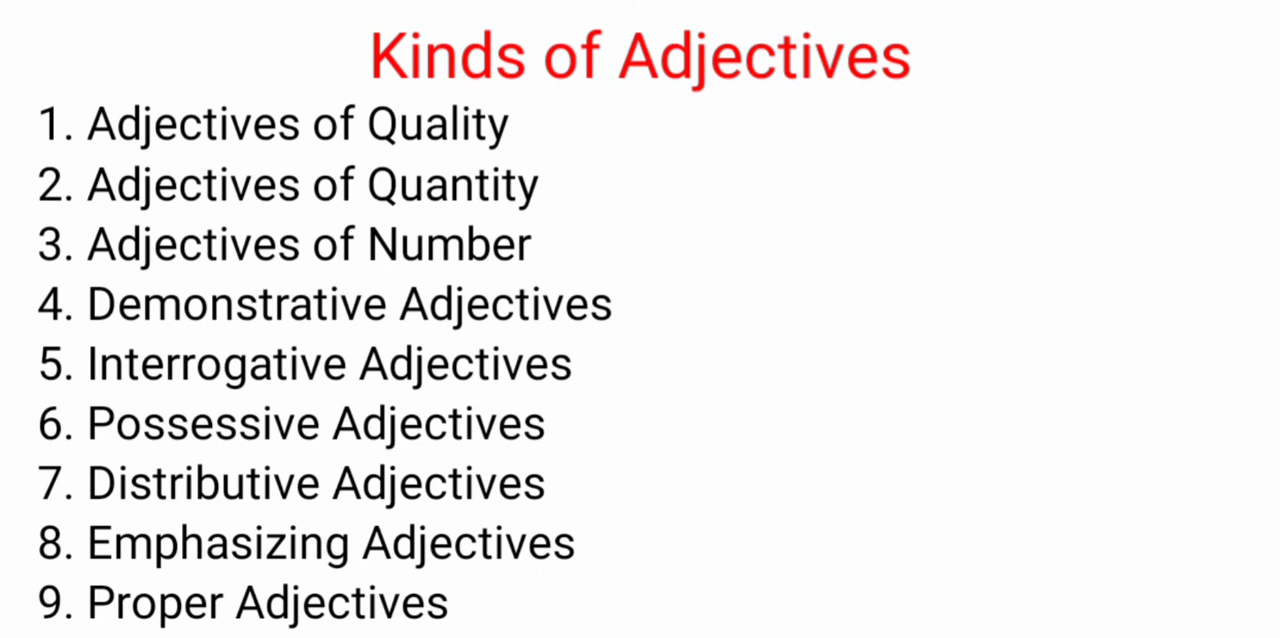 Kinds of Adjectives
1. Adjectives of Quality
2. Adjectives of Quantity
3. Adjectives of Number
4. Demonstrative Adjectives
5. Interrogative Adjectives
6. Possessive Adjectives
7. Distributive Adjectives
8. Emphasizing Adjectives
9. Proper Adjectives